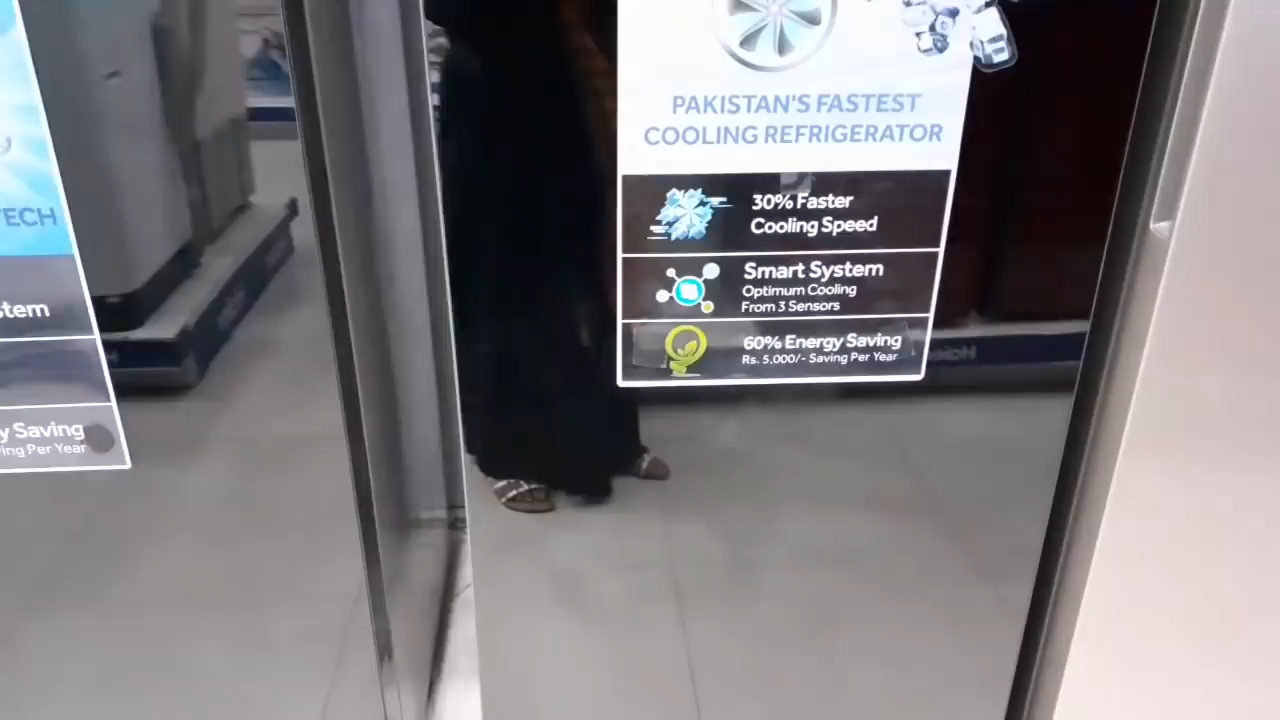 PAKISTAN'S FASTEST
COOLING REFRIGERATOR
30% Faster
Cooling Speed
Smart System
Optimum Cooling
From 3 Sensors
60% Energy Saving
Rs. 5,000/- Saving Per Year
TECH
stem
y Saving
ing Per Year